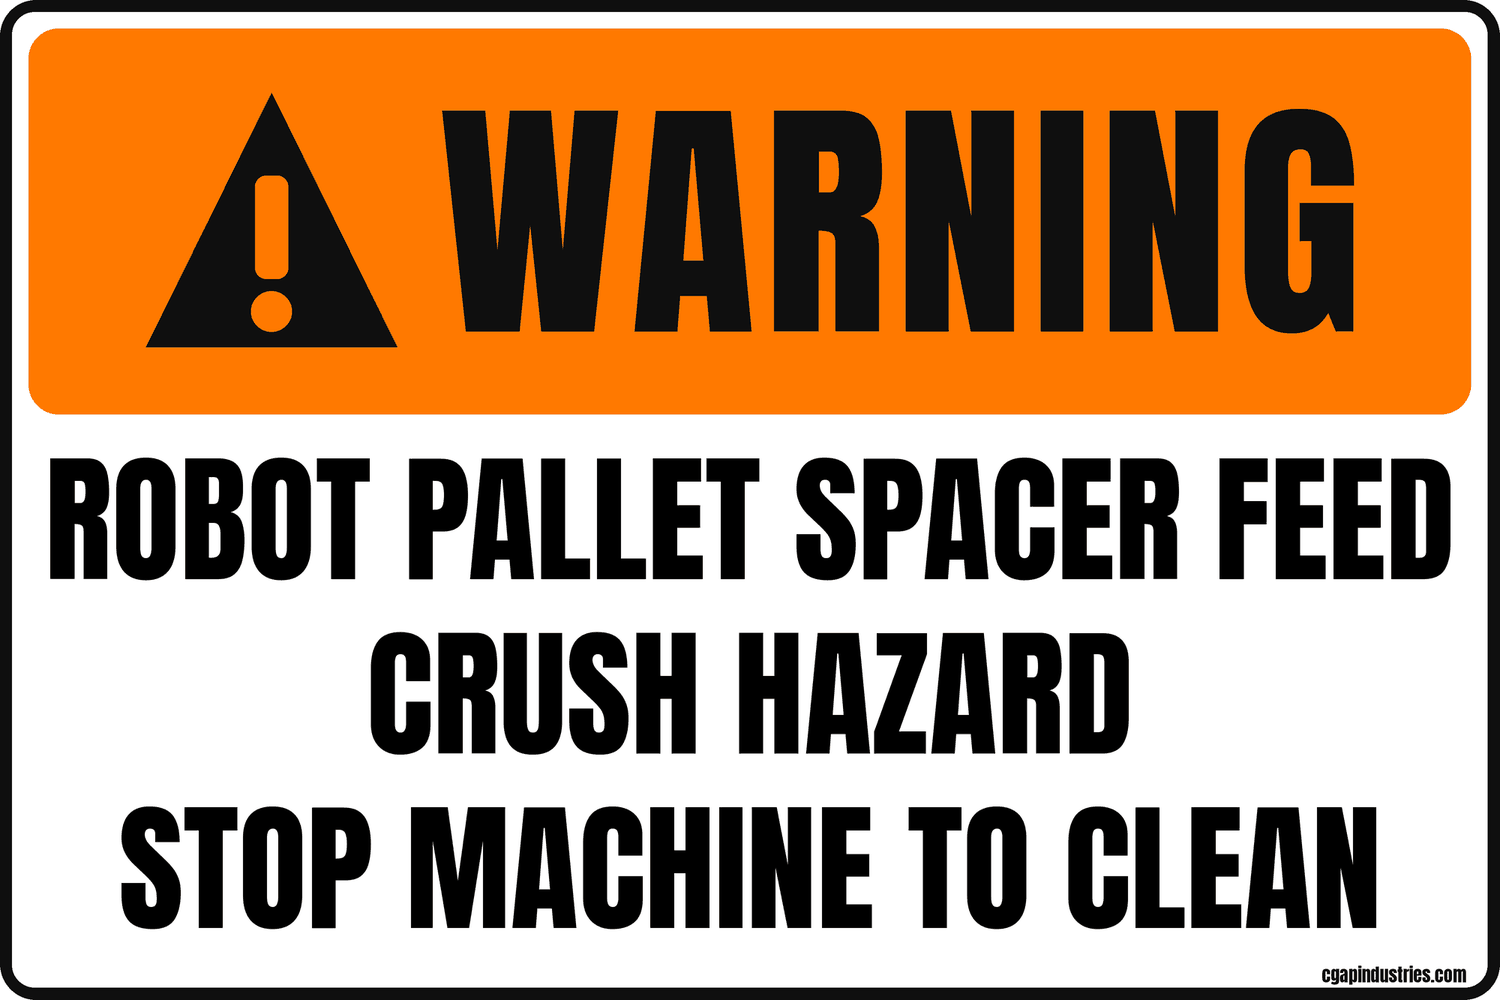 WARNING
ROBOT PALLET SPACER FEED
CRUSH HAZARD
STOP MACHINE TO CLEAN
cgapindustries.com